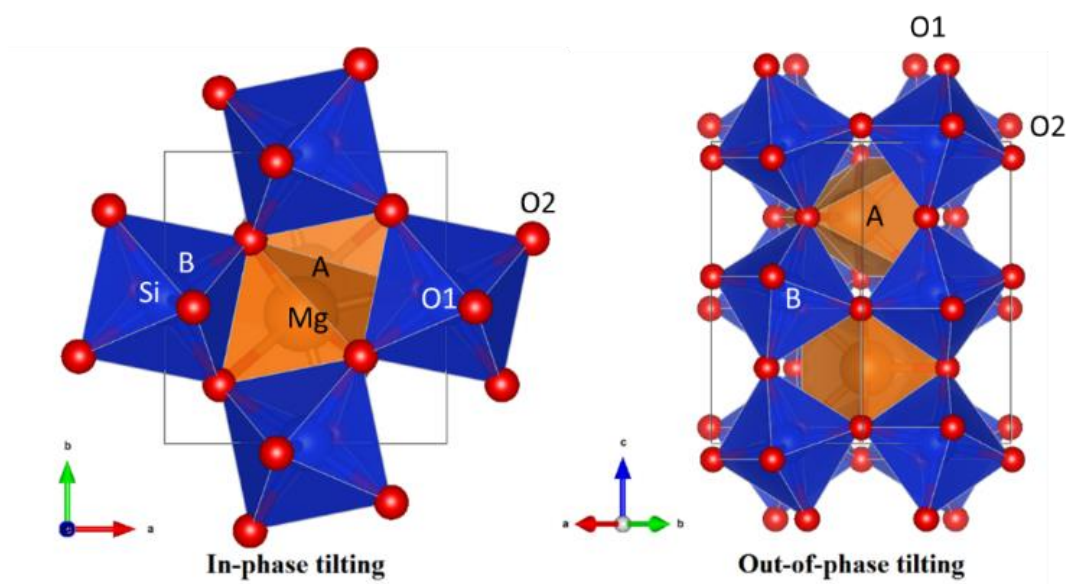 O1
O2
O2
A
A
B
Si
O1
Mg
B
b
a
c
a
b
In-phase tilting
Out-of-phase tilting